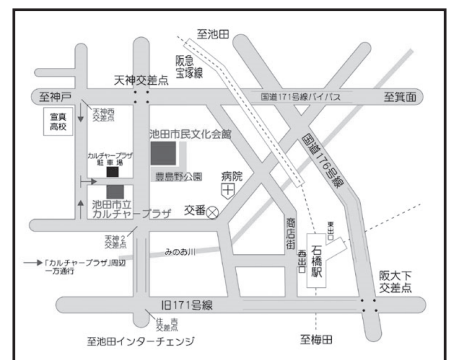 至池田
阪急
宝塚線
天神交差点
至神戸
国道171号線バイパス
至箕面
天神西
交差点
宣真
高校
国道176号線
池田市民文化会館
カルチャープラザ
駐車場
豊島野公園
病院
池田市立
カルチャープラザ
交番
商店街
東出口
石橋駅
西出口
天神2
交差点
みのお川
「カルチャープラザ」周辺
一方通行
阪大下
交差点
旧171号線
住吉
交差点
至池田インターチェンジ
至梅田